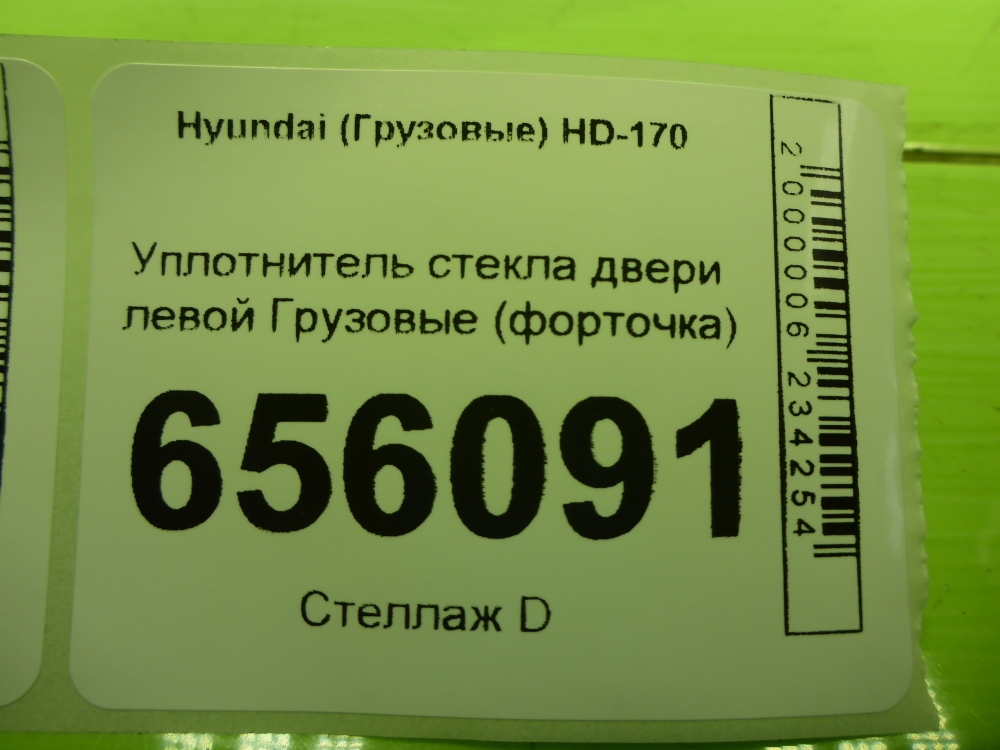 Hyundai (Грузовые) HD-170
Уплотнитель стекла двери
левой Грузовые (форточка)
656091
Стеллаж D
2000006234254